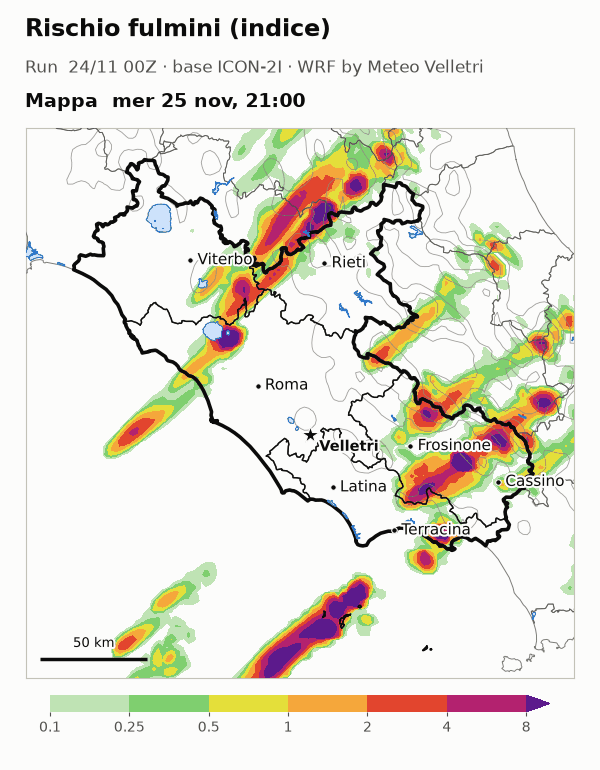 Rischio fulmini (indice)
Run  24/11 00Z · base ICON-2I · WRF by Meteo Velletri
Mappa  mer 25 nov, 21:00
Viterbo
Rieti
Roma
Velletri
Frosinone
Latina
Cassino
Terracina
50 km
0.1 0.25 0.5 1 2 4 8